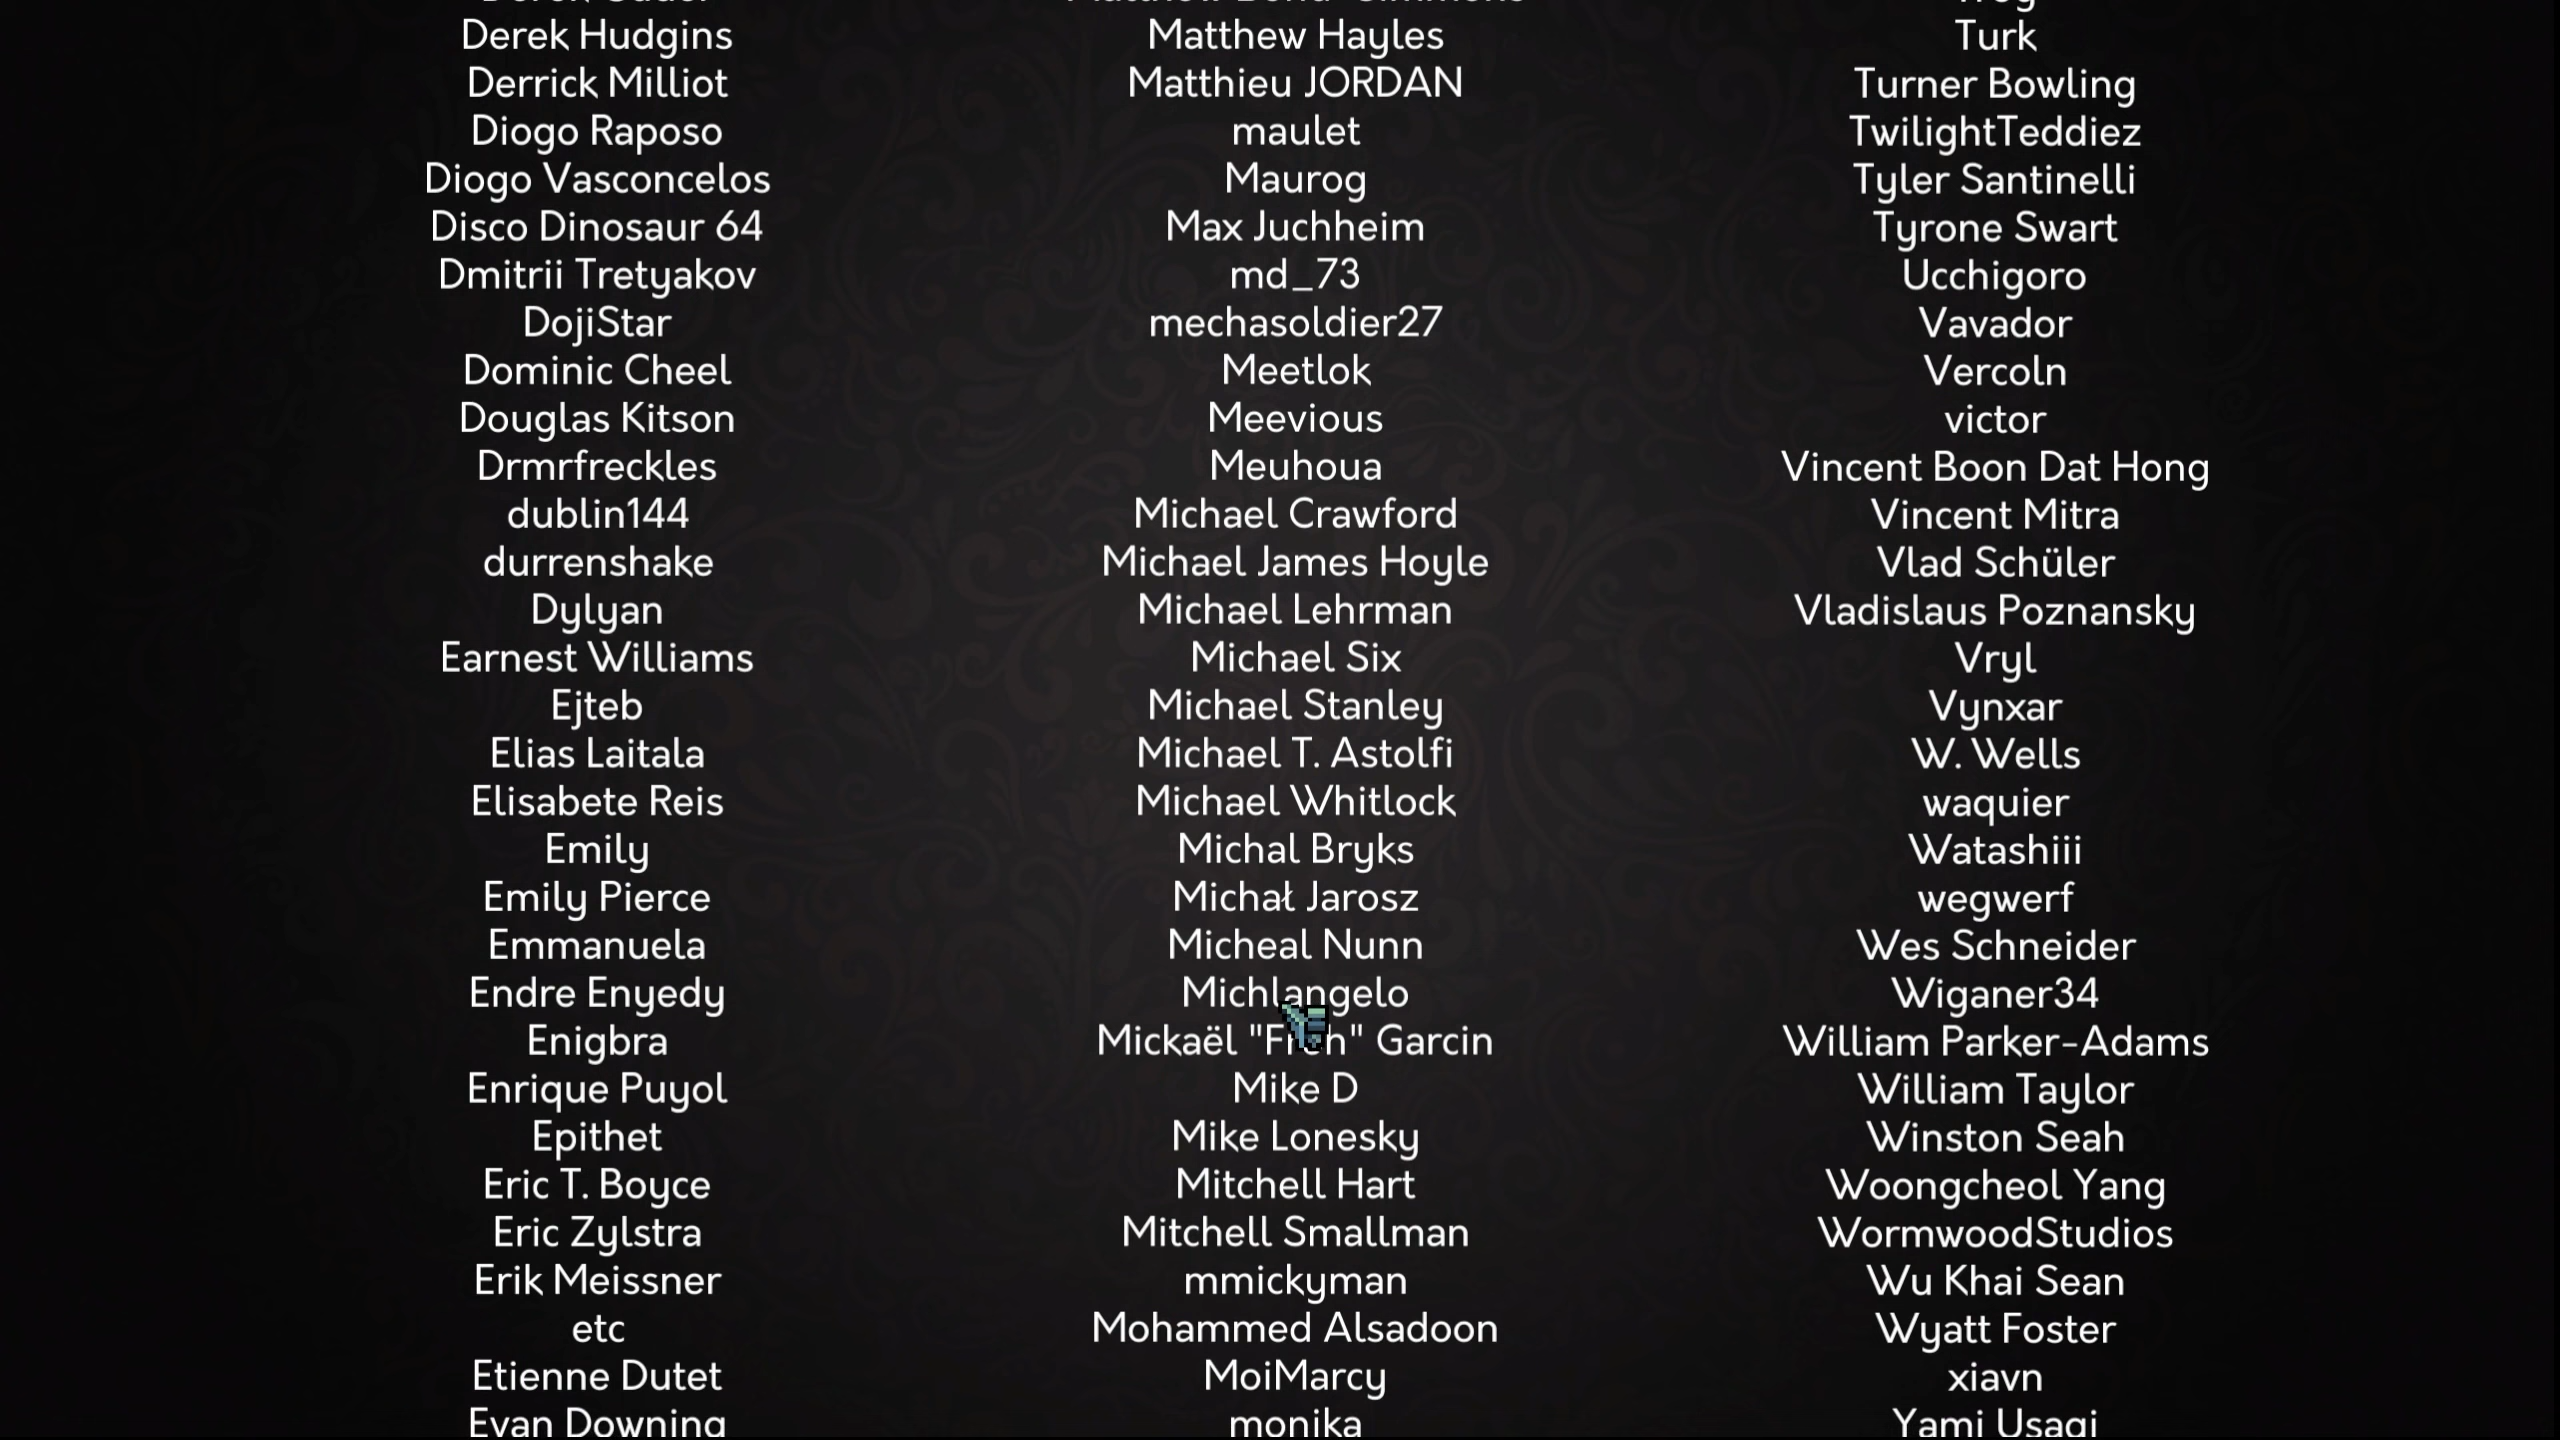 Derek Hudgins
Derrick Milliot
Diogo Raposo
Diogo Vasconcelos
Disco Dinosaur 64
Dmitrii Tretyakov
DojiStar
Dominic Cheel
Douglas Kitson
Drmrfreckles
dublin144
durrenshake
Dylyan
Earnest Williams
Ejteb
Elias Laitala
Elisabete Reis
Emily
Emily Pierce
Emmanuela
Endre Enyedy
Enigbra
Enrique Puyol
Epithet
Eric T. Boyce
Eric Zylstra
Erik Meissner
etc
Etienne Dutet
Evan Downing
Matthew Hayles
Matthieu JORDAN
maulet
Maurog
Max Juchheim
md_73
mechasoldier27
Meetlok
Meevious
Meuhoua
Michael Crawford
Michael James Hoyle
Michael Lehrman
Michael Six
Michael Stanley
Michael T. Astolfi
Michael Whitlock
Michal Bryks
Michał Jarosz
Micheal Nunn
Michlangelo
Mickaël Garcin
Mike D
Mike Lonesky
Mitchell Hart
Mitchell Smallman
mmickyman
Mohammed Alsadoon
MoiMarcy
monika
Turk
Turner Bowling
TwilightTeddiez
Tyler Santinelli
Tyrone Swart
Ucchigoro
Vavador
Vercoln
victor
Vincent Boon Dat Hong
Vincent Mitra
Vlad Schüler
Vladislaus Poznansky
Vryl
Vynxar
W. Wells
waquier
Watashiii
wegwerf
Wes Schneider
Wiganer34
William Parker-Adams
William Taylor
Winston Seah
Woongcheol Yang
WormwoodStudios
Wu Khai Sean
Wyatt Foster
xiavn
Yami Usagi